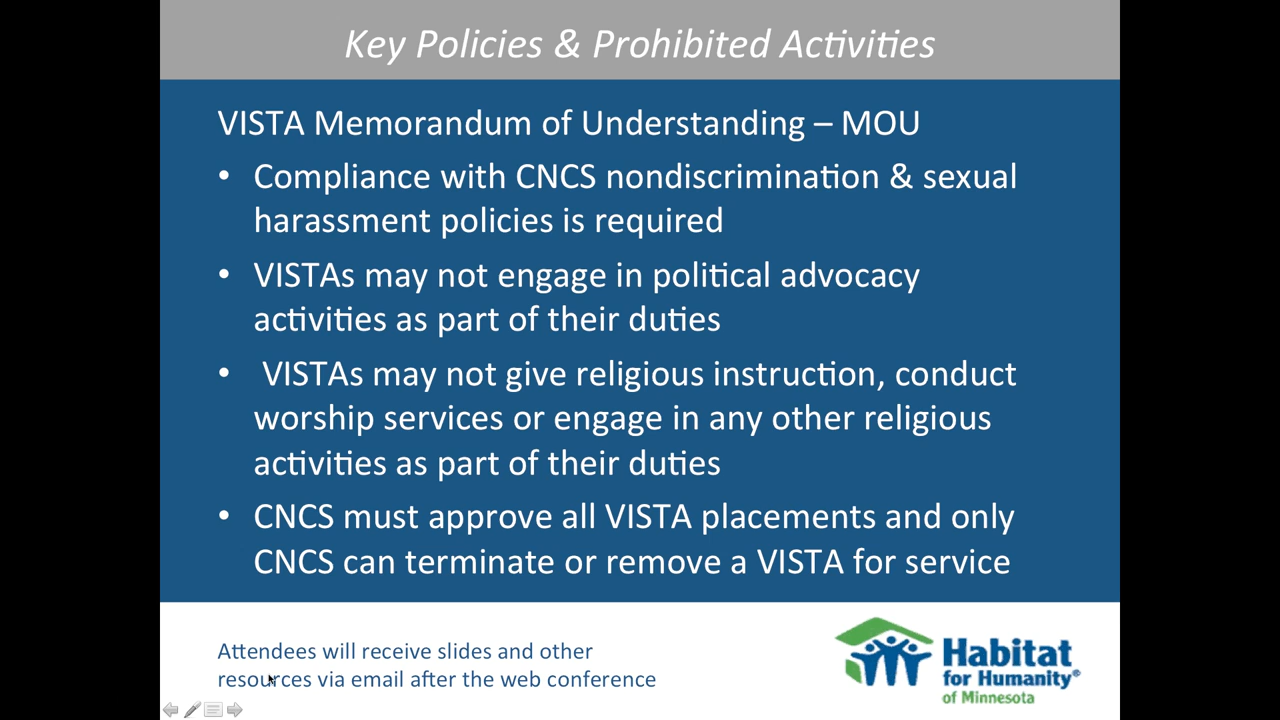 Key Policies & Prohibited Activities
VISTA Memorandum of Understanding – MOU
• Compliance with CNCS nondiscrimination & sexual
harassment policies is required
• VISTAs may not engage in political advocacy
activities as part of their duties
• VISTAs may not give religious instruction, conduct
worship services or engage in any other religious
activities as part of their duties
• CNCS must approve all VISTA placements and only
CNCS can terminate or remove a VISTA for service
Attendees will receive slides and other
resources via email after the web conference
Habitat
for Humanity®
of Minnesota